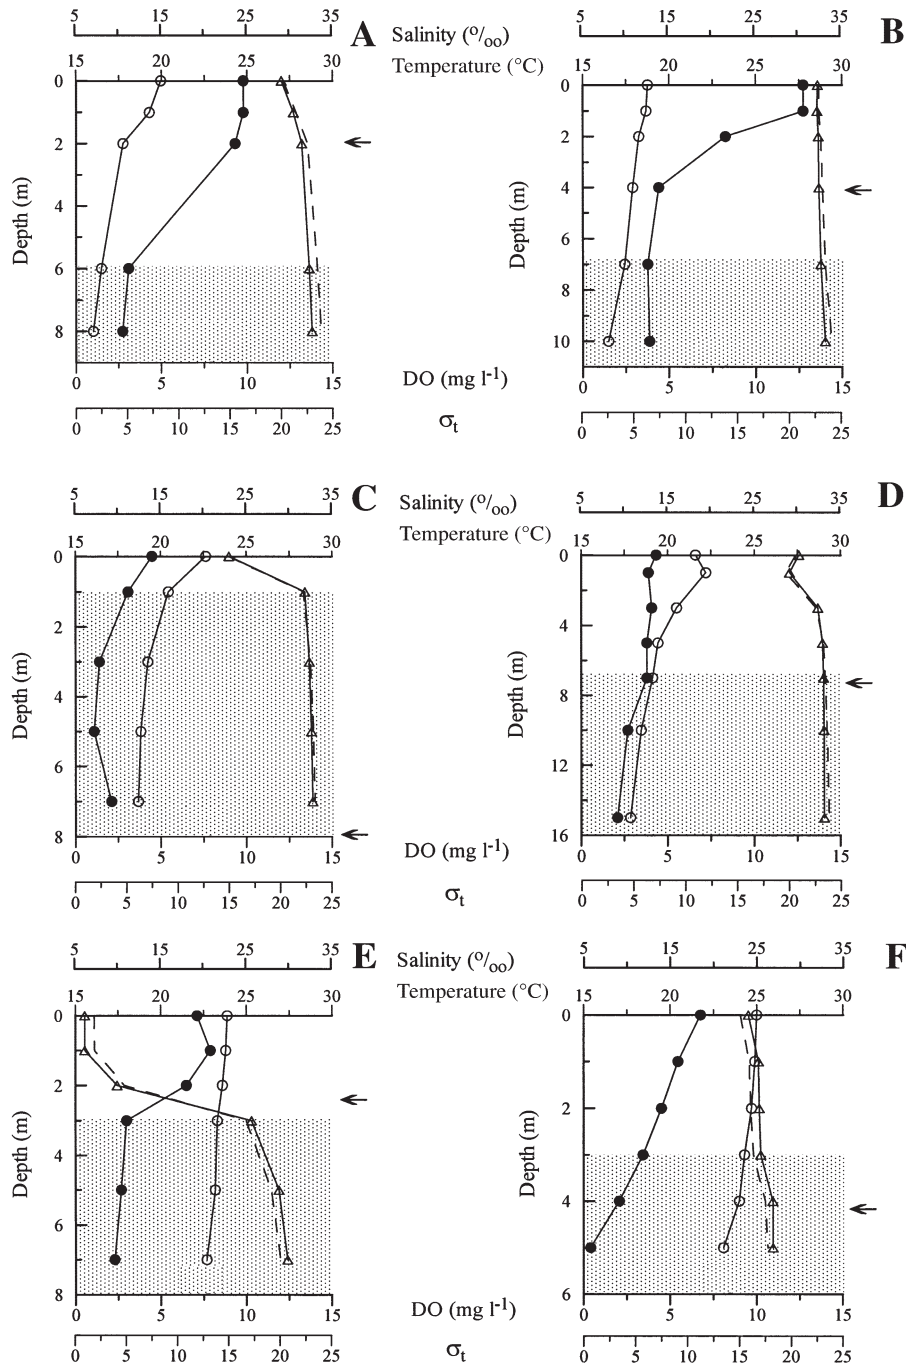 5 15 25 35 A Salinity (o/oo) 5 15 25 35 B
15 20 25 30 Temperature (°C) 15 20 25 30
0 0
2 2
4 4
Depth (m) Depth (m)
6 6
8 8
10
0 5 10 15 DO (mg l-1) 0 5 10 15
0 5 10 15 20 25 σt 0 5 10 15 20 25
5 15 25 35 C Salinity (o/oo) 5 15 25 35 D
15 20 25 30 Temperature (°C) 15 20 25 30
0 0
2 4
Depth (m) Depth (m)
4 8
6 12
8 16
0 5 10 15 DO (mg l-1) 0 5 10 15
0 5 10 15 20 25 σt 0 5 10 15 20 25
5 15 25 35 E Salinity (o/oo) 5 15 25 35 F
15 20 25 30 Temperature (°C) 15 20 25 30
0 0
2 2
Depth (m) Depth (m)
4 4
6
8 6
0 5 10 15 DO (mg l-1) 0 5 10 15
0 5 10 15 20 25 σt 0 5 10 15 20 25